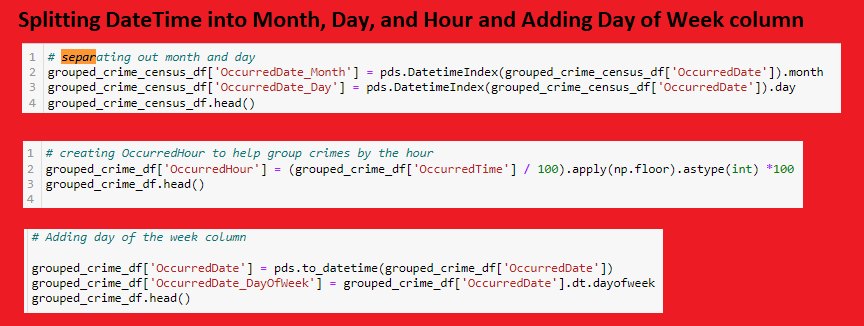 Splitting DateTime into Month, Day, and Hour and Adding Day of Week column
1 # separating out month and day
2 grouped_crime_census_df['OccurredDate_Month'] = pds.DatetimeIndex(grouped_crime_census_df['OccurredDate']).month
3 grouped_crime_census_df['OccurredDate_Day'] = pds.DatetimeIndex(grouped_crime_census_df['OccurredDate']).day
4 grouped_crime_census_df.head()
1 # creating OccurredHour to help group crimes by the hour
2 grouped_crime_df['OccurredHour'] = (grouped_crime_df['OccurredTime'] / 100).apply(np.floor).astype(int) *100
3 grouped_crime_df.head()
4
# Adding day of the week column
grouped_crime_df['OccurredDate'] = pds.to_datetime(grouped_crime_df['OccurredDate'])
grouped_crime_df['OccurredDate_DayOfWeek'] = grouped_crime_df['OccurredDate'].dt.dayofweek
grouped_crime_df.head()